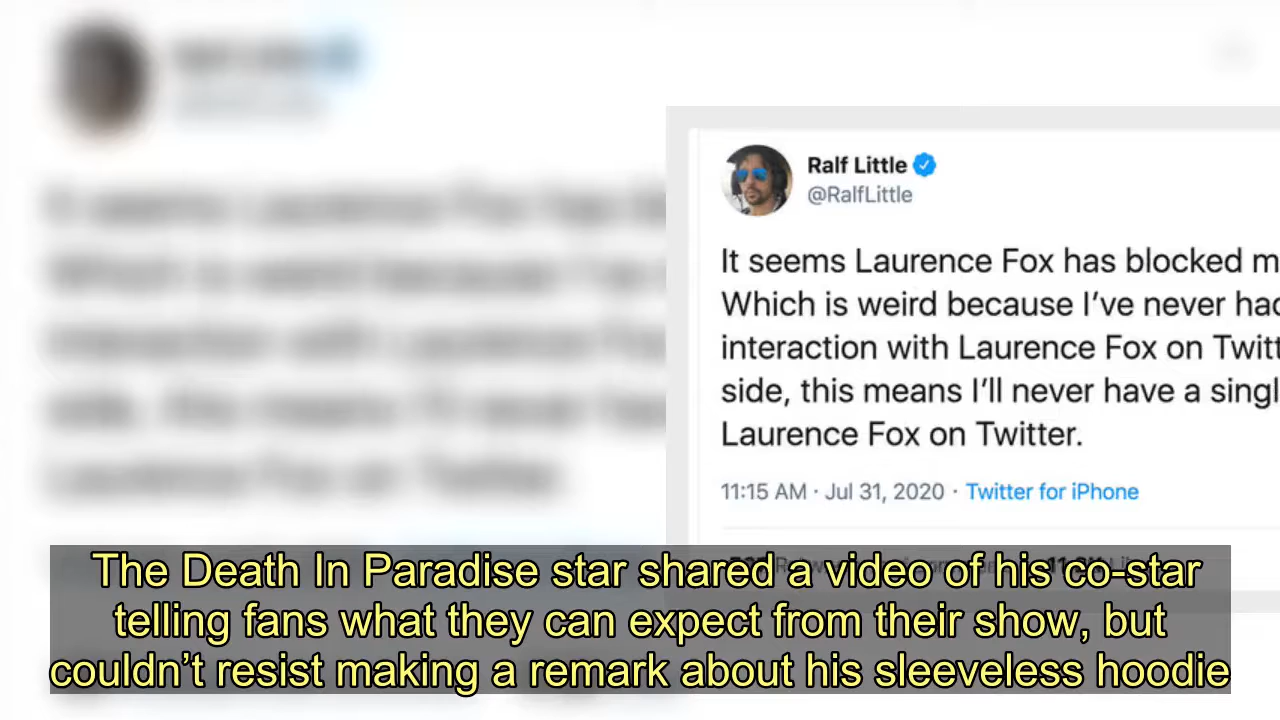 Ralf Little
@RalfLittle
It seems Laurence Fox has blocked m
Which is weird because I've never had
interaction with Laurence Fox on Twitt
side, this means I'll never have a singl
Laurence Fox on Twitter.
11:15 AM · Jul 31, 2020 · Twitter for iPhone
The Death In Paradise star shared a video of his co-star
telling fans what they can expect from their show, but
couldn’t resist making a remark about his sleeveless hoodie